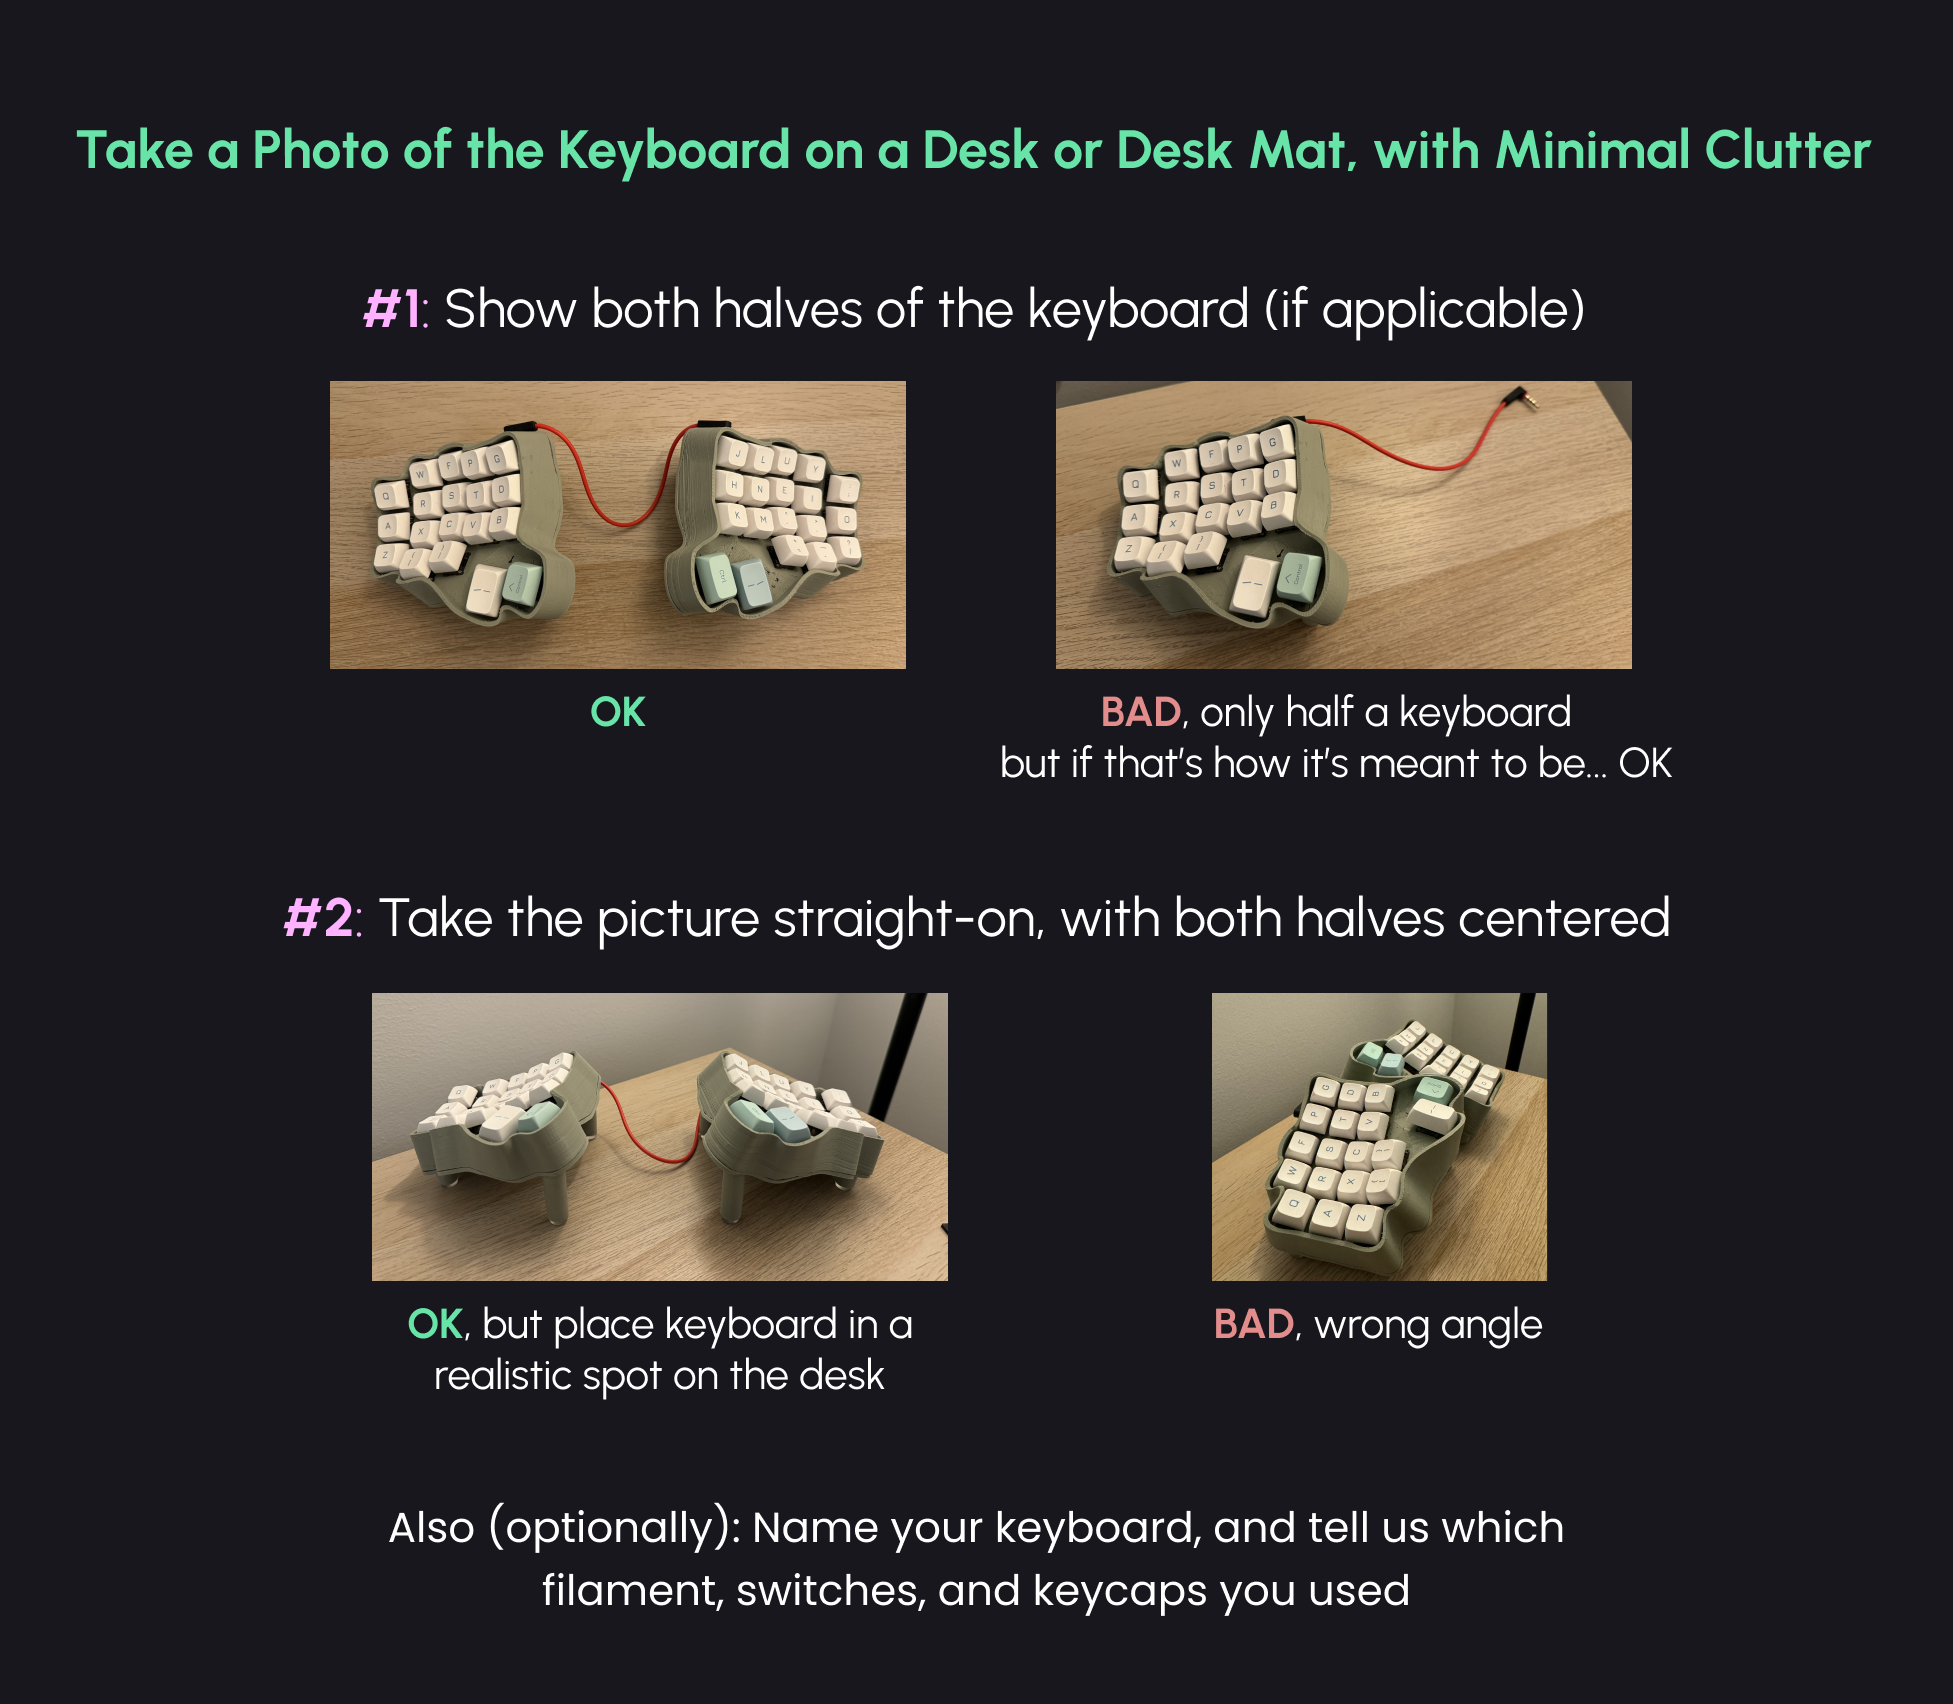 Take a Photo of the Keyboard on a Desk or Desk Mat, with Minimal Clutter
#1: Show both halves of the keyboard (if applicable)
W F P G
Q R S T D
A X C V B
Z
J L U Y
H N E I
K M O
Ctrl
W F P G
Q R S T D
A X C V B
Z
control
OK
BAD, only half a keyboard
but if that's how it's meant to be... OK
#2: Take the picture straight-on, with both halves centered
G D B
P T V
F S C
W R X
Q A Z
OK, but place keyboard in a
realistic spot on the desk
BAD, wrong angle
Also (optionally): Name your keyboard, and tell us which
filament, switches, and keycaps you used